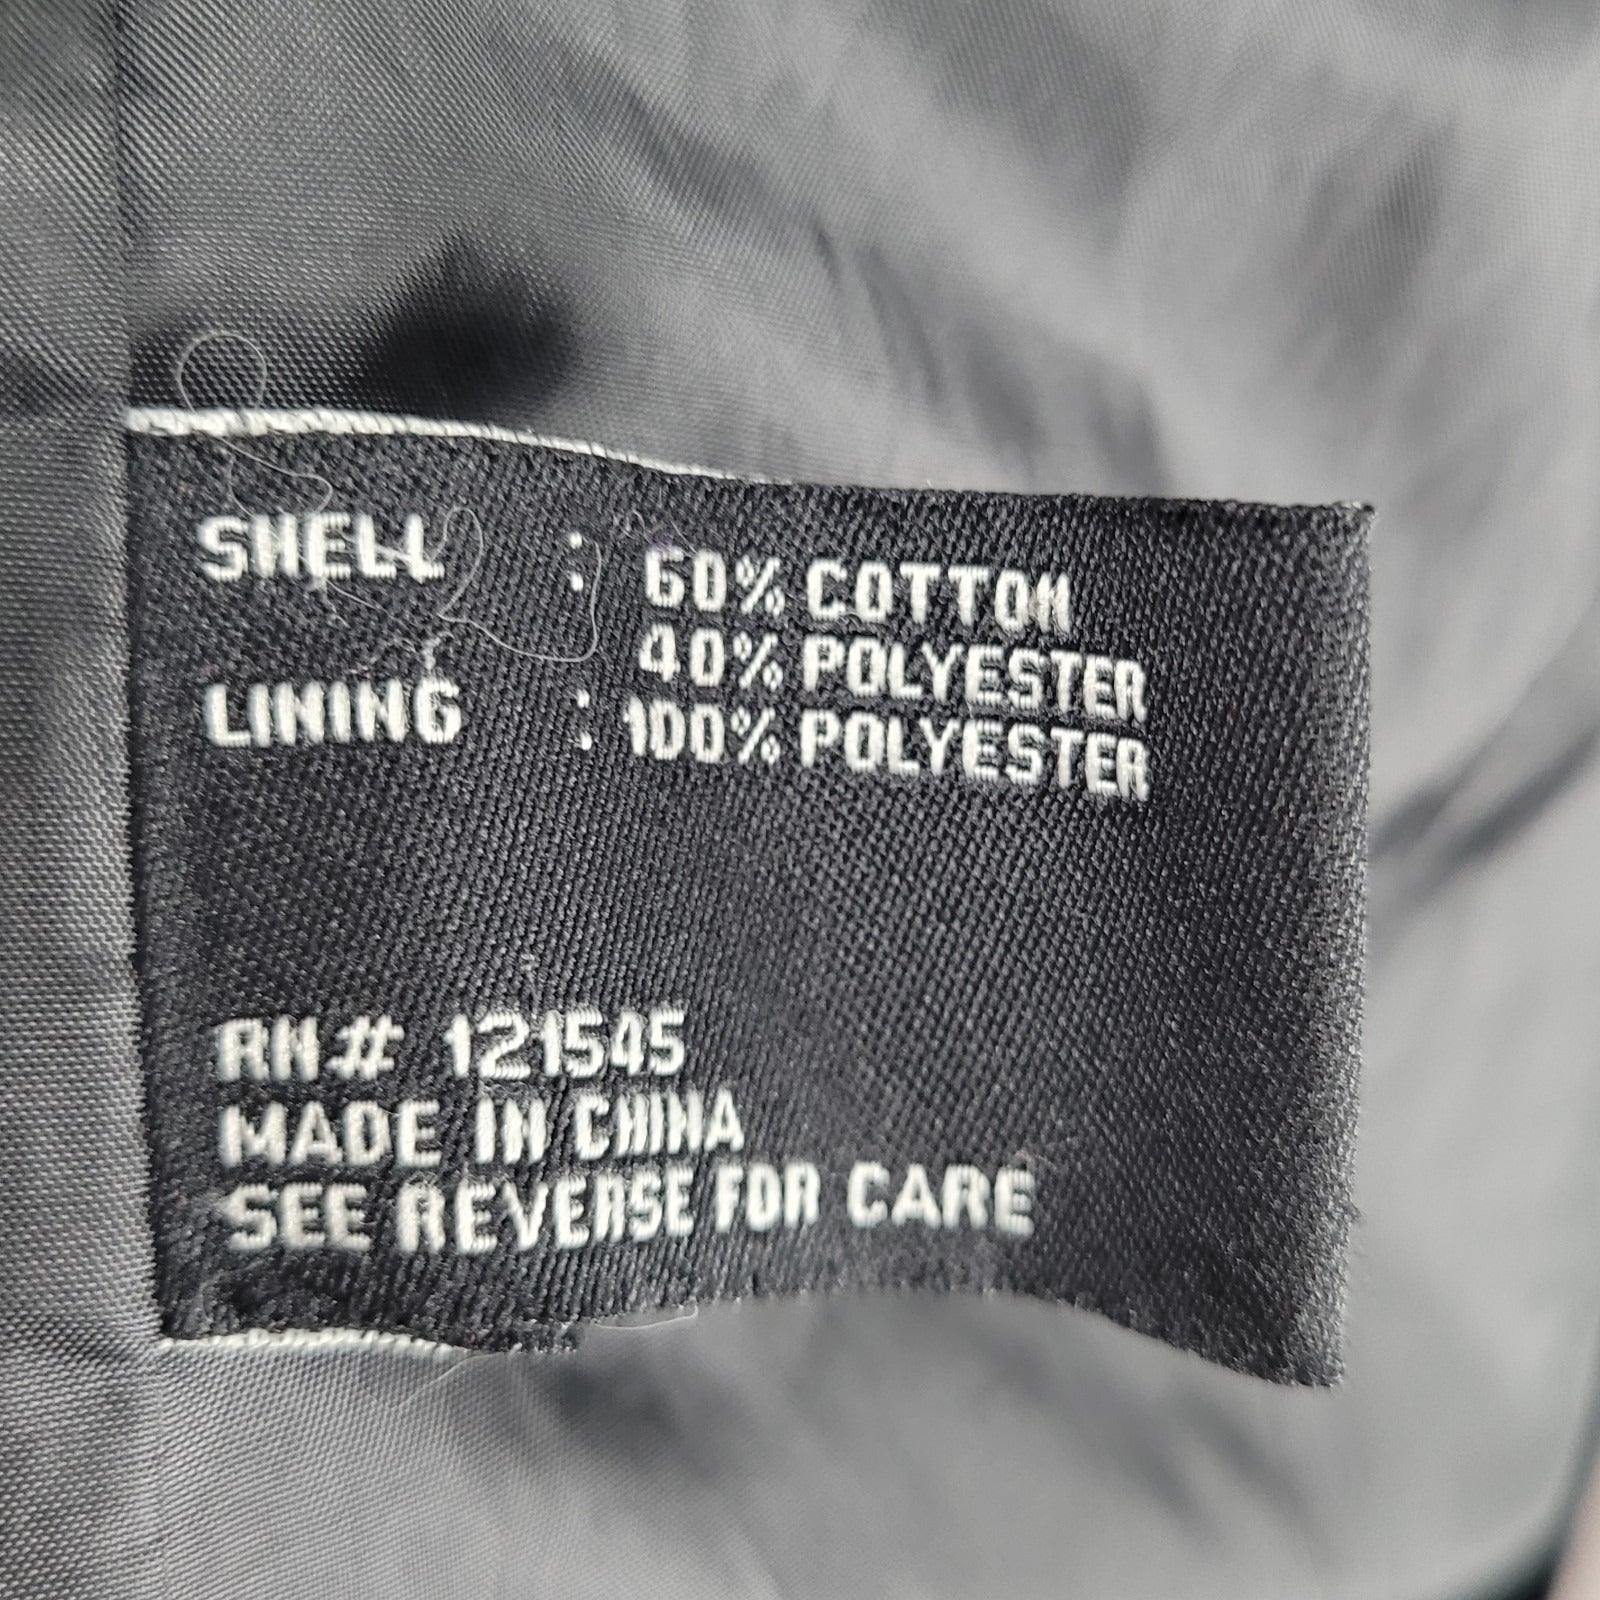 SHELL : 60% COTTON
40% POLYESTER
LINING : 100% POLYESTER
RN# 121545
MADE IN CHINA
SEE REVERSE FOR CARE